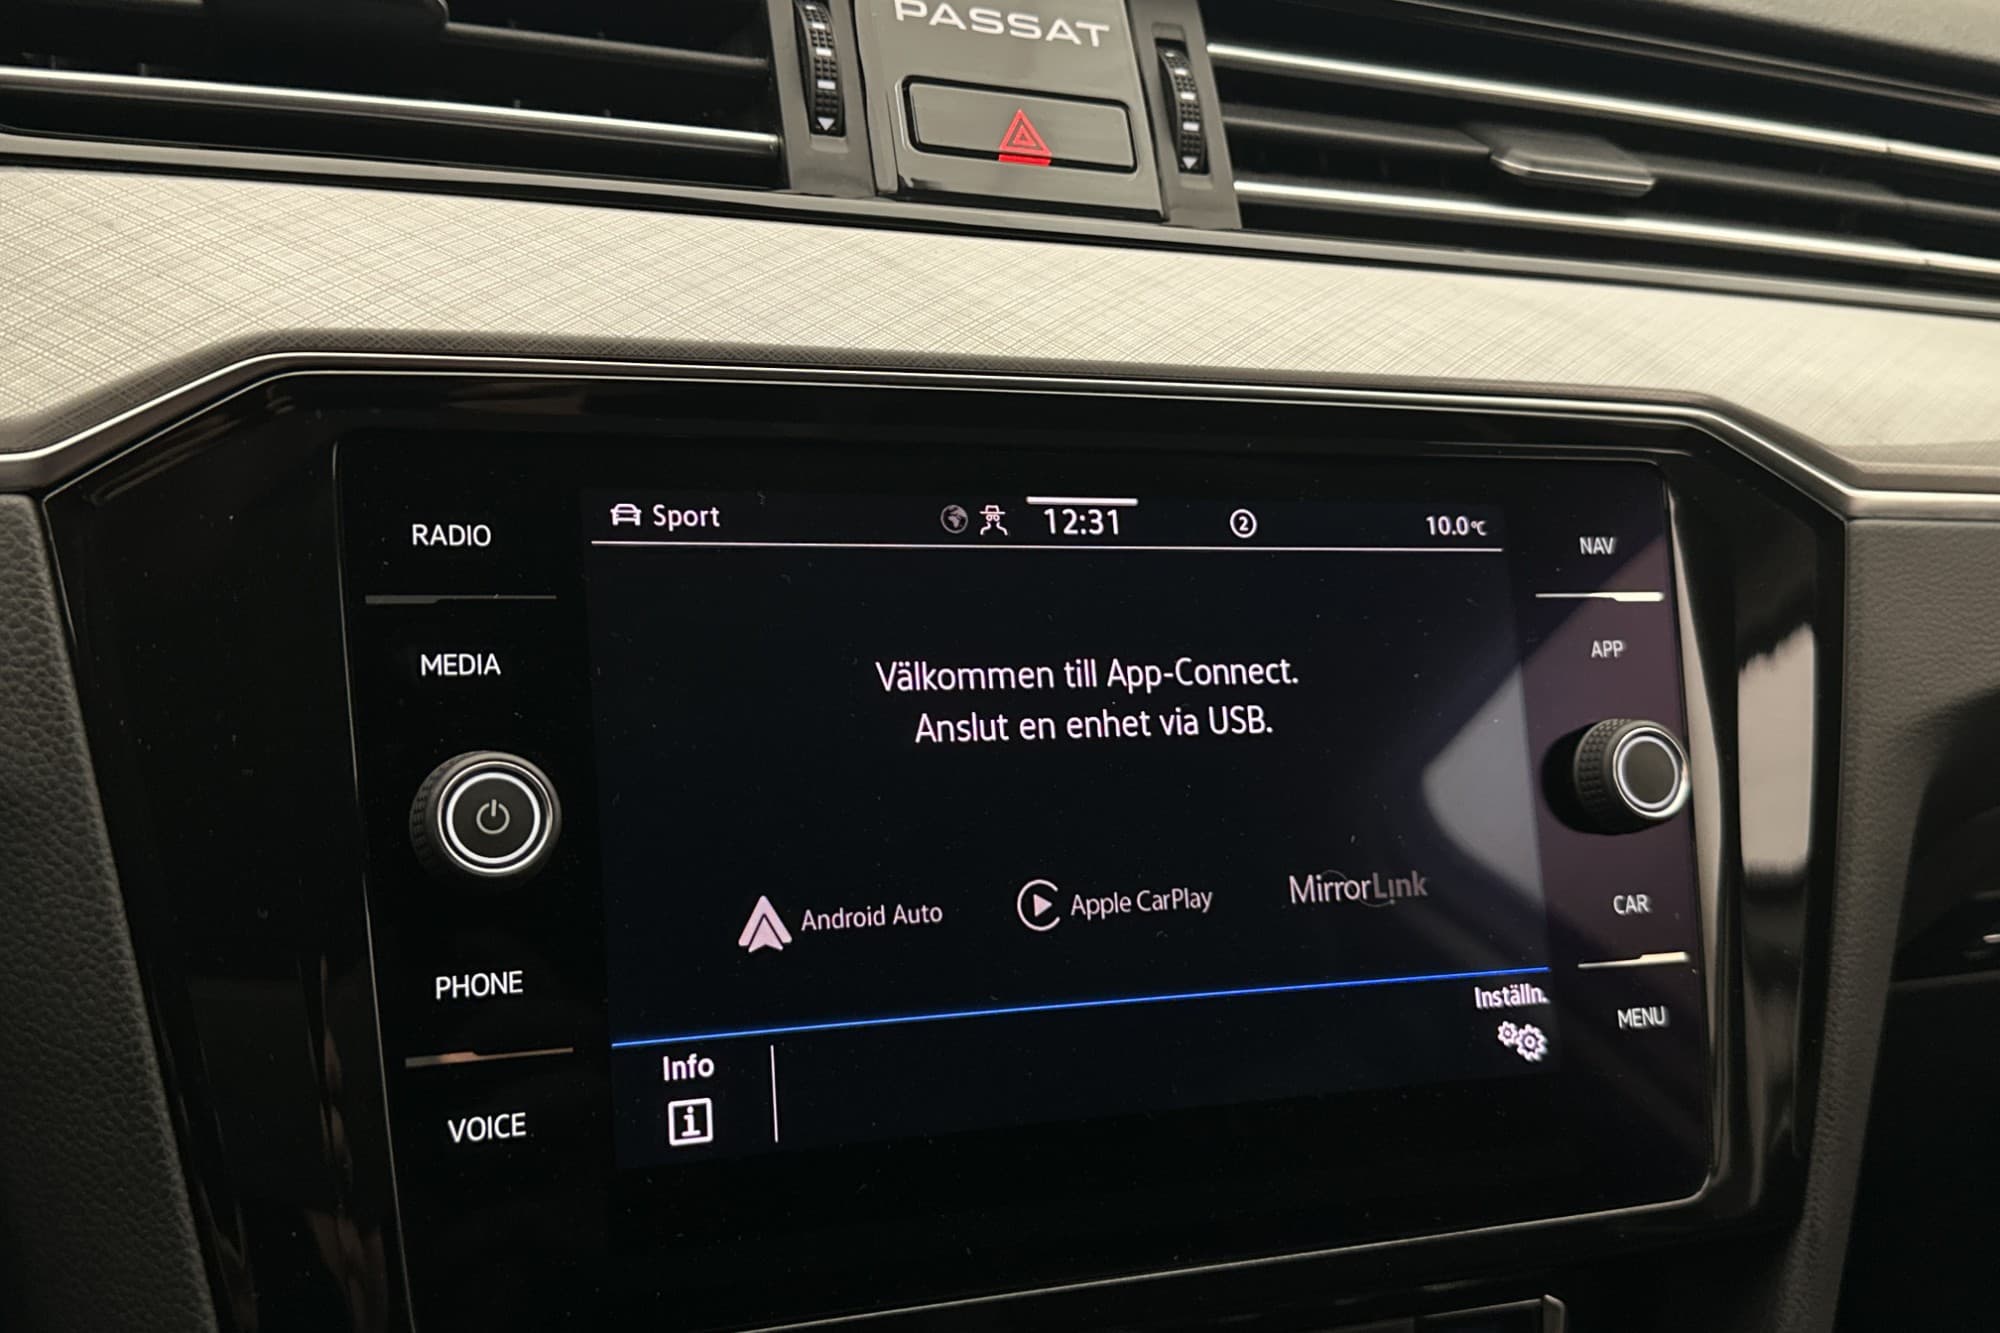 PASSAT
RADIO
MEDIA
PHONE
VOICE
Sport
12:31
2
10.0°C
Välkommen till App-Connect.
Anslut en enhet via USB.
Android Auto
Apple CarPlay
MirrorLink
Inställn.
Info
NAV
APP
CAR
MENU